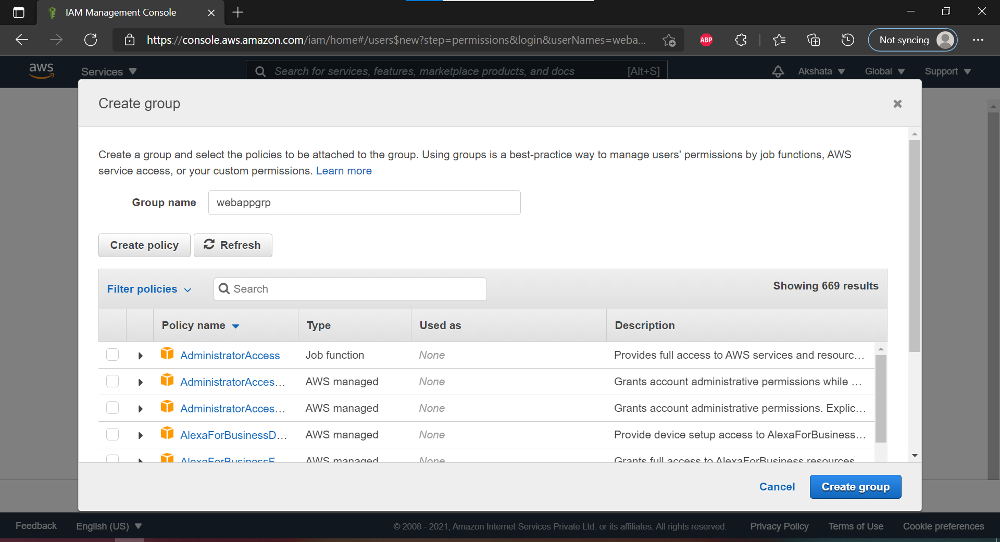 IAM Management Console
https://console.aws.amazon.com/iam/home#/users$new?step=permissions&login&userNames=weba...
ABP
Not syncing
aws
Services
Search for services, features, marketplace products, and docs
[Alt+S]
Akshata
Global
Support
Create group
Create a group and select the policies to be attached to the group. Using groups is a best-practice way to manage users' permissions by job functions, AWS
service access, or your custom permissions. Learn more
Group name
webappgrp
Create policy
Refresh
Filter policies
Search
Showing 669 results
Policy name Type Used as Description
AdministratorAccess Job function None Provides full access to AWS services and resourc...
AdministratorAcces... AWS managed None Grants account administrative permissions while ...
AdministratorAcces... AWS managed None Grants account administrative permissions. Explic...
AlexaForBusinessD... AWS managed None Provide device setup access to AlexaForBusiness...
AlexaForBusinessF AWS managed None Grants full access to AlexaForBusiness resources
Cancel
Create group
Feedback
English (US)
© 2008 - 2021, Amazon Internet Services Private Ltd. or its affiliates. All rights reserved.
Privacy Policy
Terms of Use
Cookie preferences